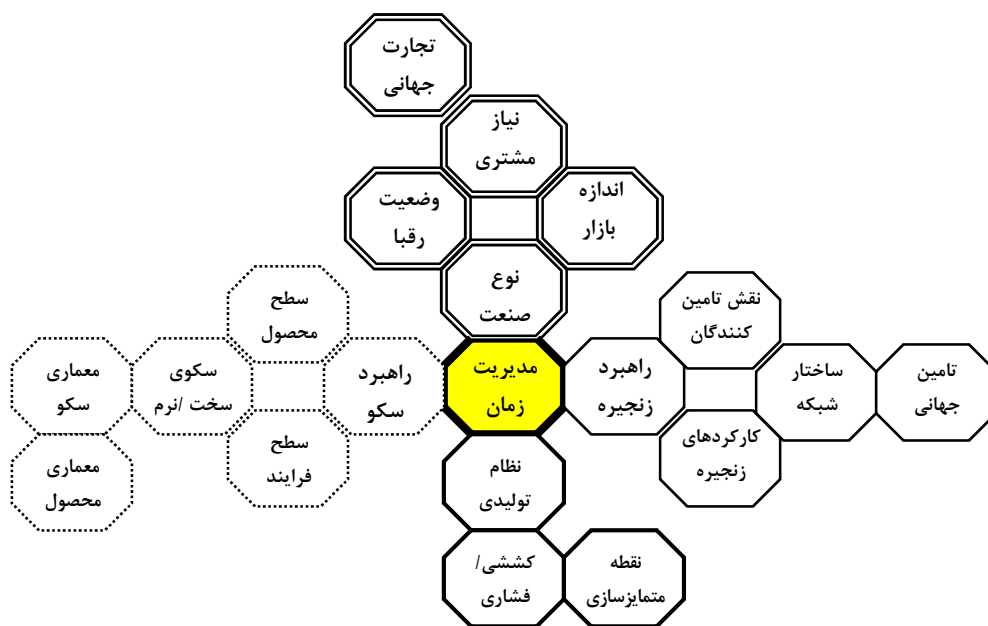 تجارت
جهانی
نیاز
مشتری
وضعیت
رقبا
اندازه
بازار
نوع
صنعت
سطح
محصول
نقش تامین
کنندگان
معماری
سکو
سکوی
سخت /نرم
راهبرد
سکو
مدیریت
زمان
راهبرد
زنجیره
ساختار
شبکه
تامین
جهانی
معماری
محصول
سطح
فرایند
نظام
تولیدی
کارکردهای
زنجیره
کششی/
فشاری
نقطه
متمایزسازی